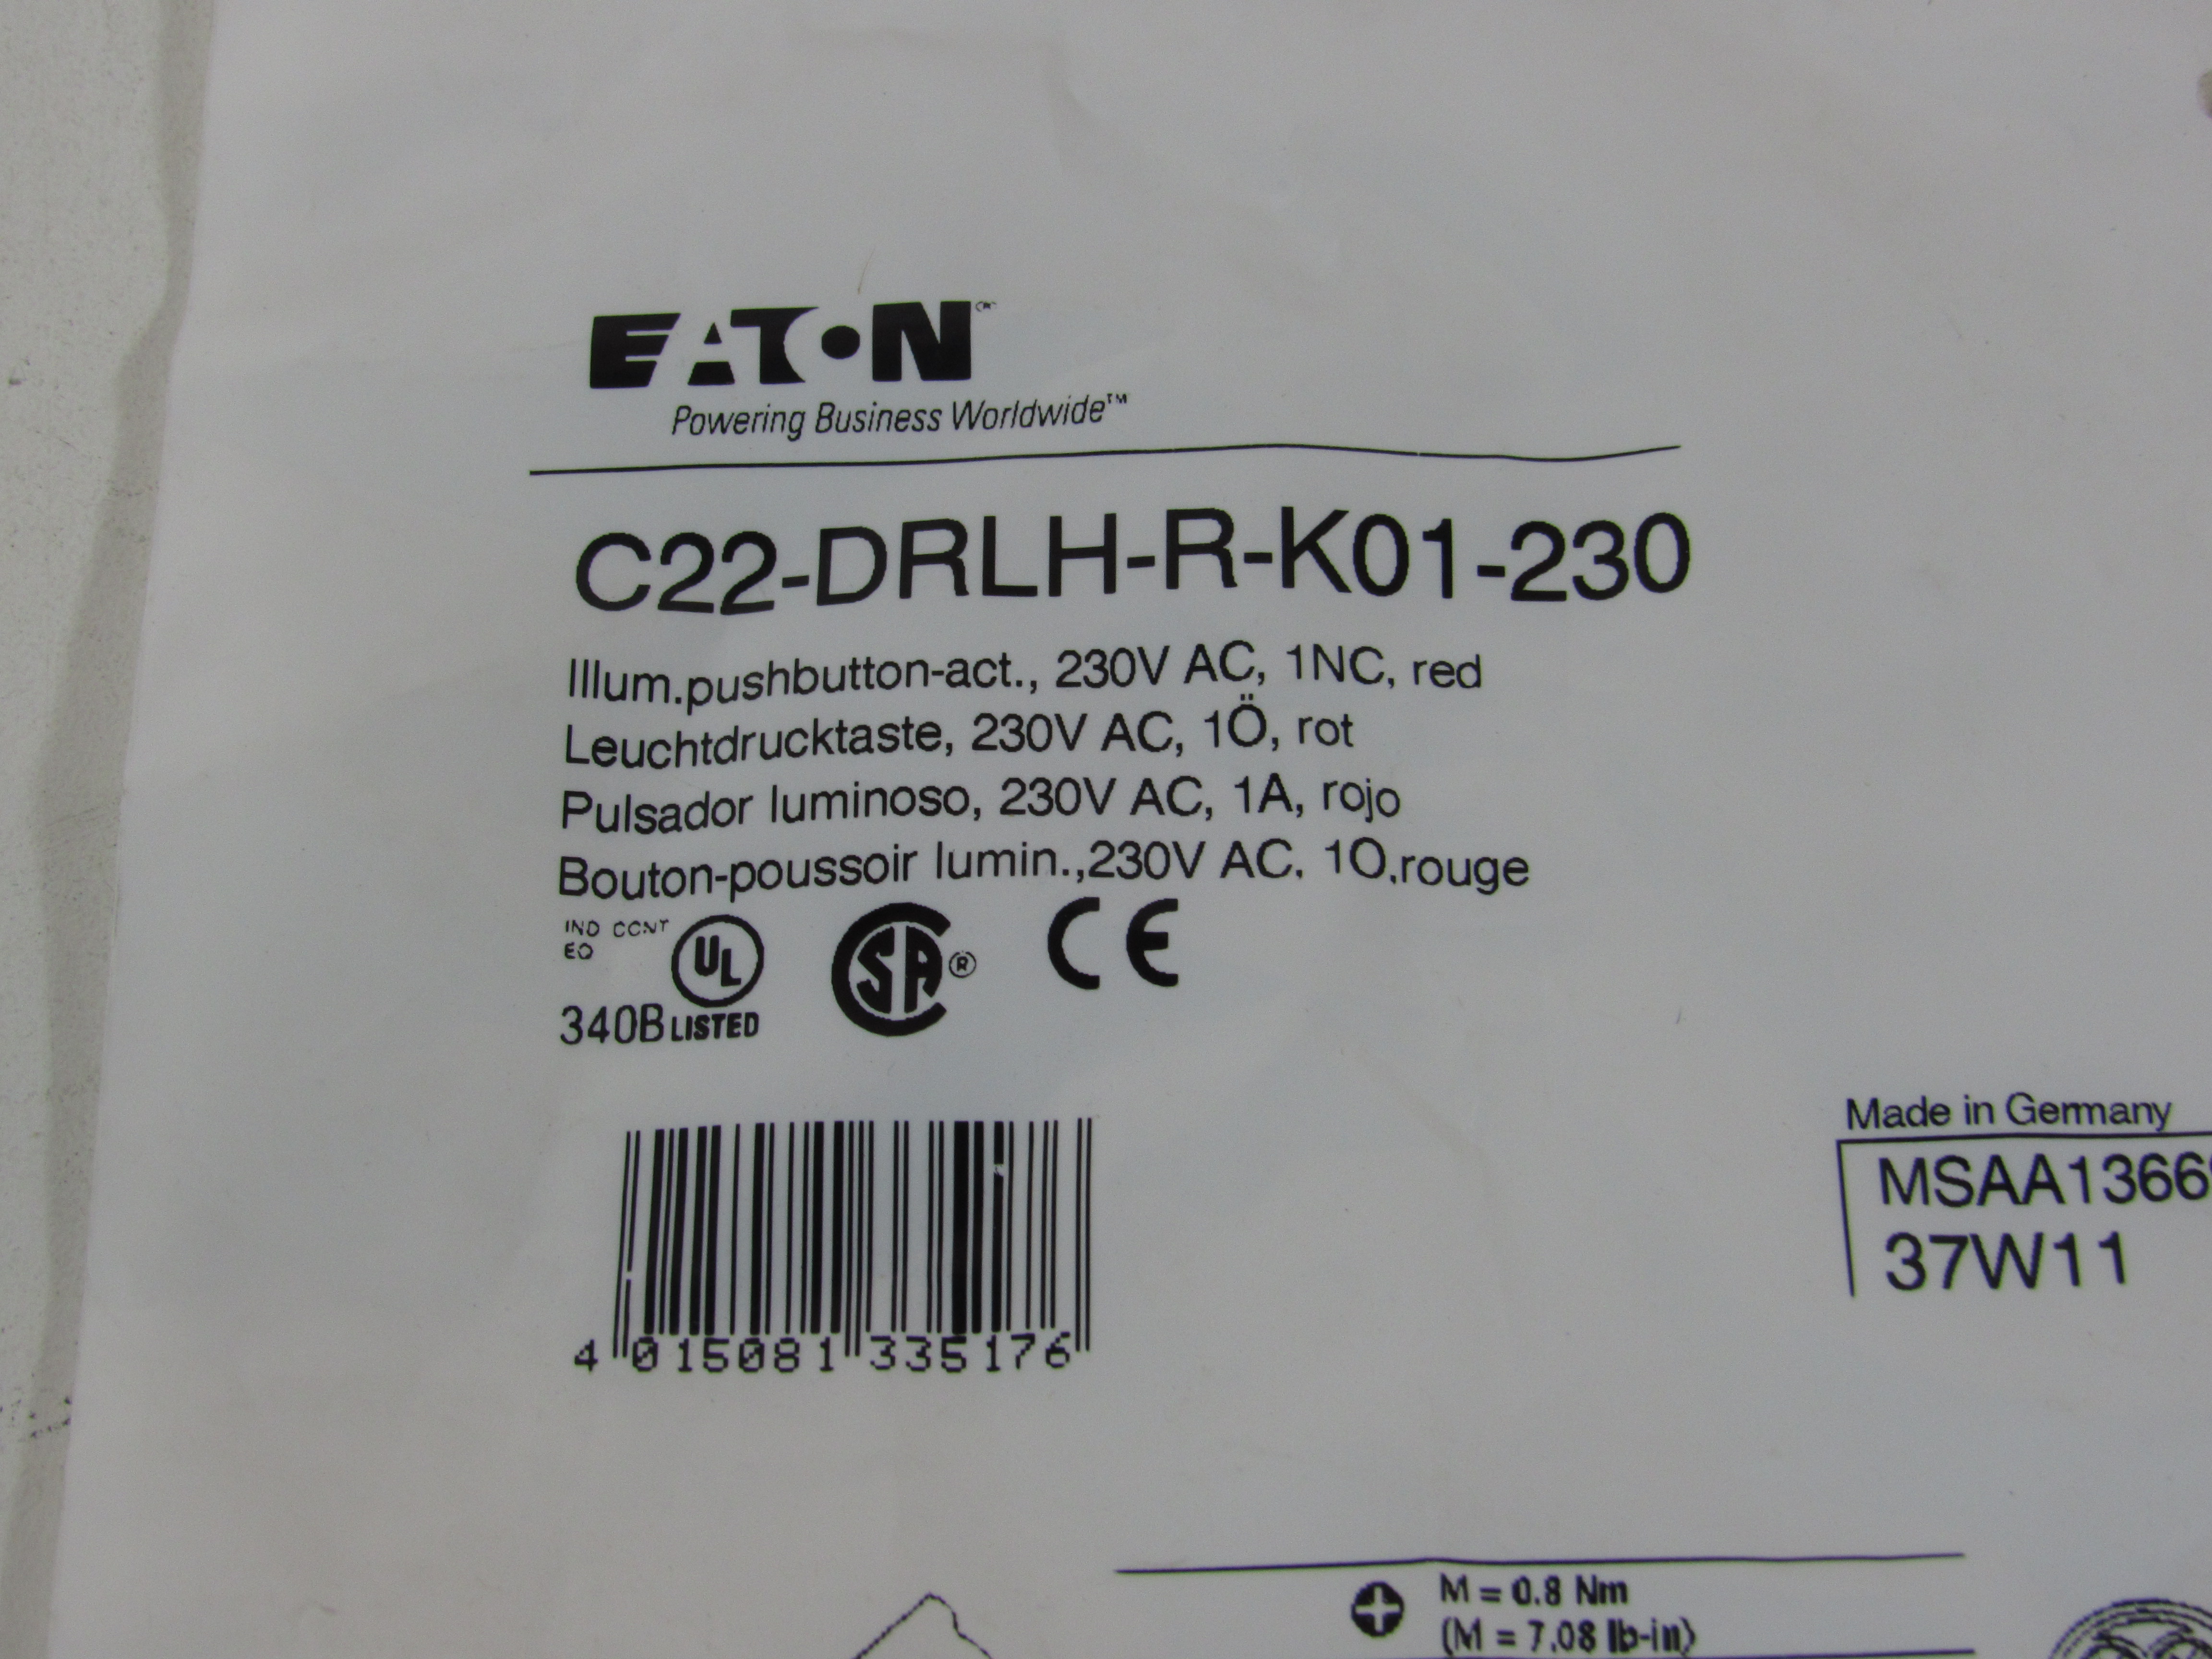 EATON™
Powering Business Worldwide™
C22-DRLH-R-K01-230
Illum.pushbutton-act., 230V AC, 1NC, red
Leuchtdrucktaste, 230V AC, 1Ö, rot
Pulsador luminoso, 230V AC, 1A, rojo
Bouton-poussoir lumin.,230V AC, 1O,rouge
IND CONT
EQ
UL
340B LISTED
CSA®
CE
4 015081 335176
Made in Germany
MSAA1366
37W11
M = 0.8 Nm
(M = 7.08 lb-in)